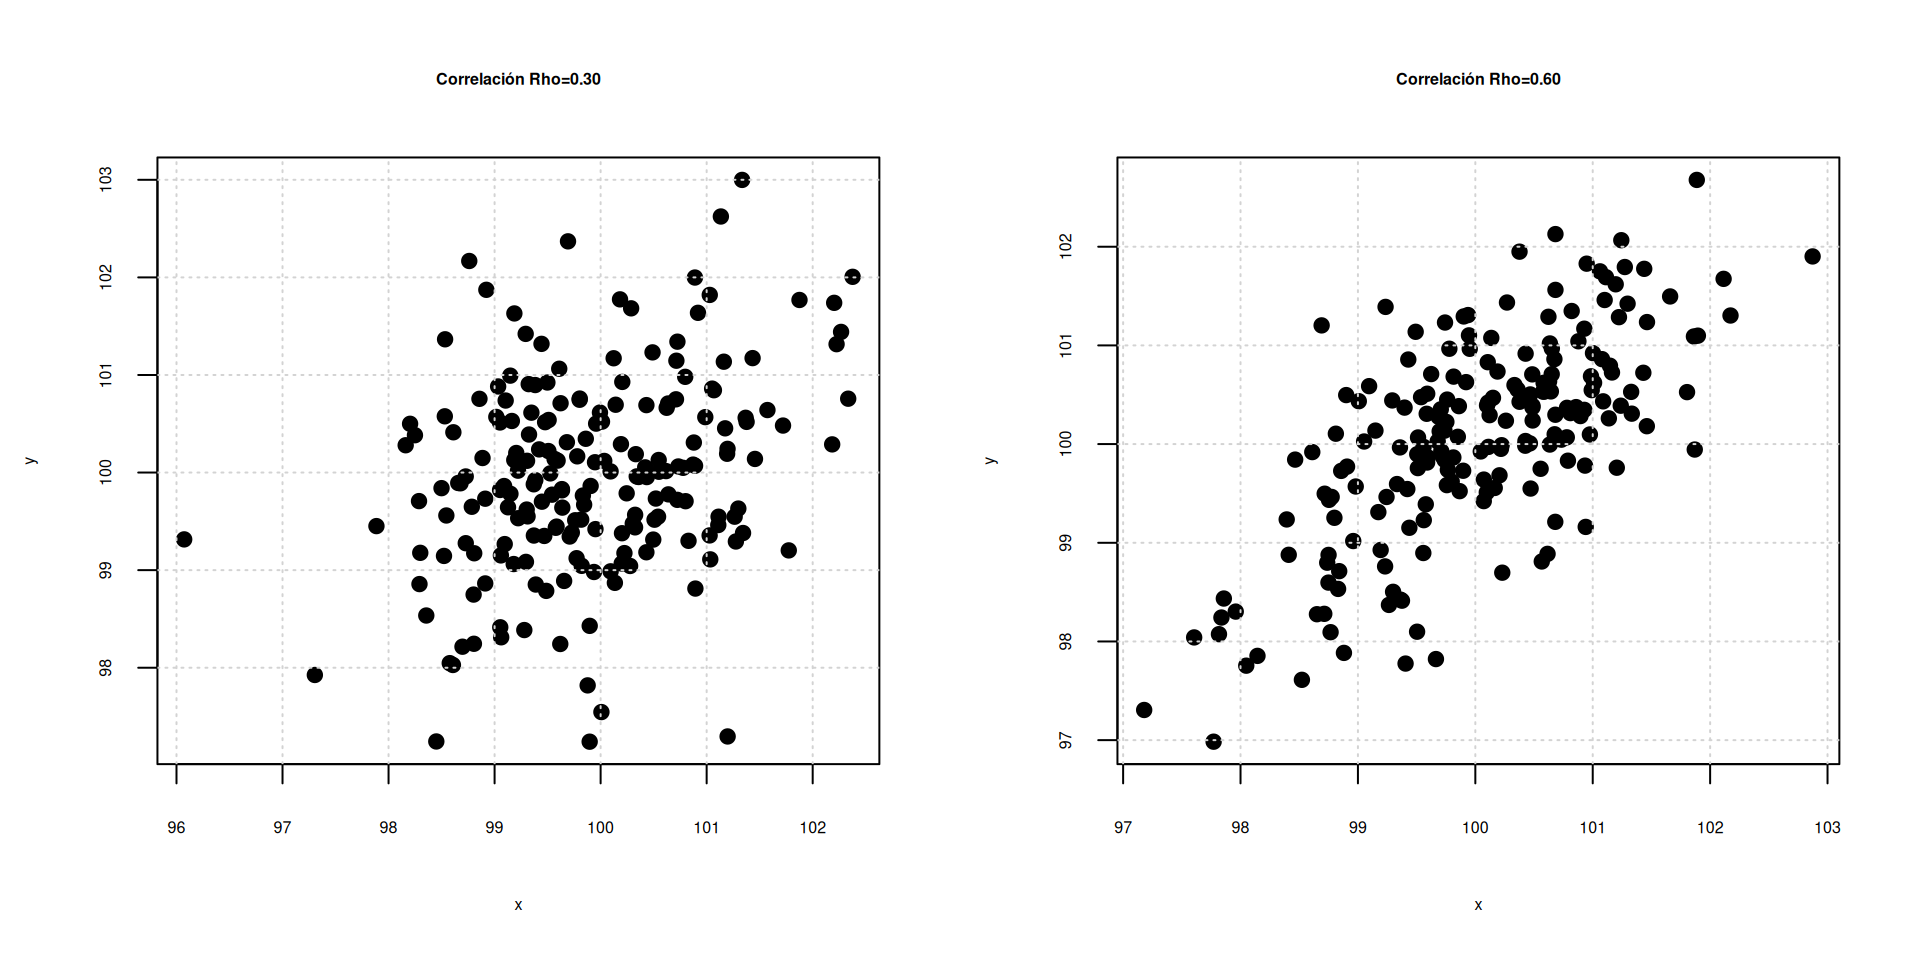 Correlación Rho=0.30
y
103
102
101
100
99
98
96 97 98 99 100 101 102
x
Correlación Rho=0.60
y
102
101
100
99
98
97
97 98 99 100 101 102 103
x